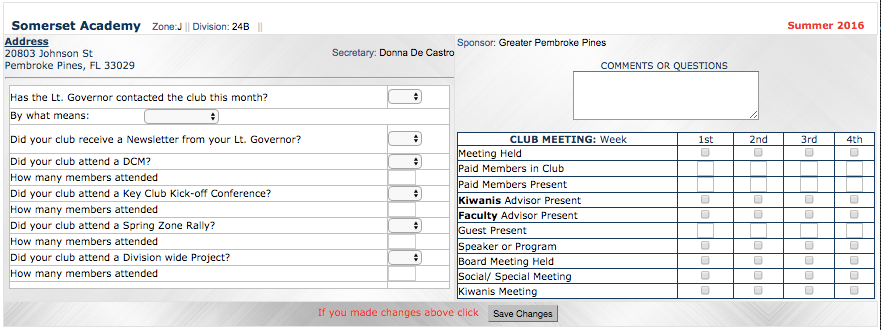 Somerset Academy Zone:J || Division: 24B ||
Summer 2016
Address
20803 Johnson St
Pembroke Pines, FL 33029
Secretary: Donna De Castro
Sponsor: Greater Pembroke Pines
COMMENTS OR QUESTIONS
Has the Lt. Governor contacted the club this month?
By what means:
Did your club receive a Newsletter from your Lt. Governor?
Did your club attend a DCM?
How many members attended
Did your club attend a Key Club Kick-off Conference?
How many members attended
Did your club attend a Spring Zone Rally?
How many members attended
Did your club attend a Division wide Project?
How many members attended
CLUB MEETING: Week 1st 2nd 3rd 4th
Meeting Held
Paid Members in Club
Paid Members Present
Kiwanis Advisor Present
Faculty Advisor Present
Guest Present
Speaker or Program
Board Meeting Held
Social/ Special Meeting
Kiwanis Meeting
If you made changes above click Save Changes